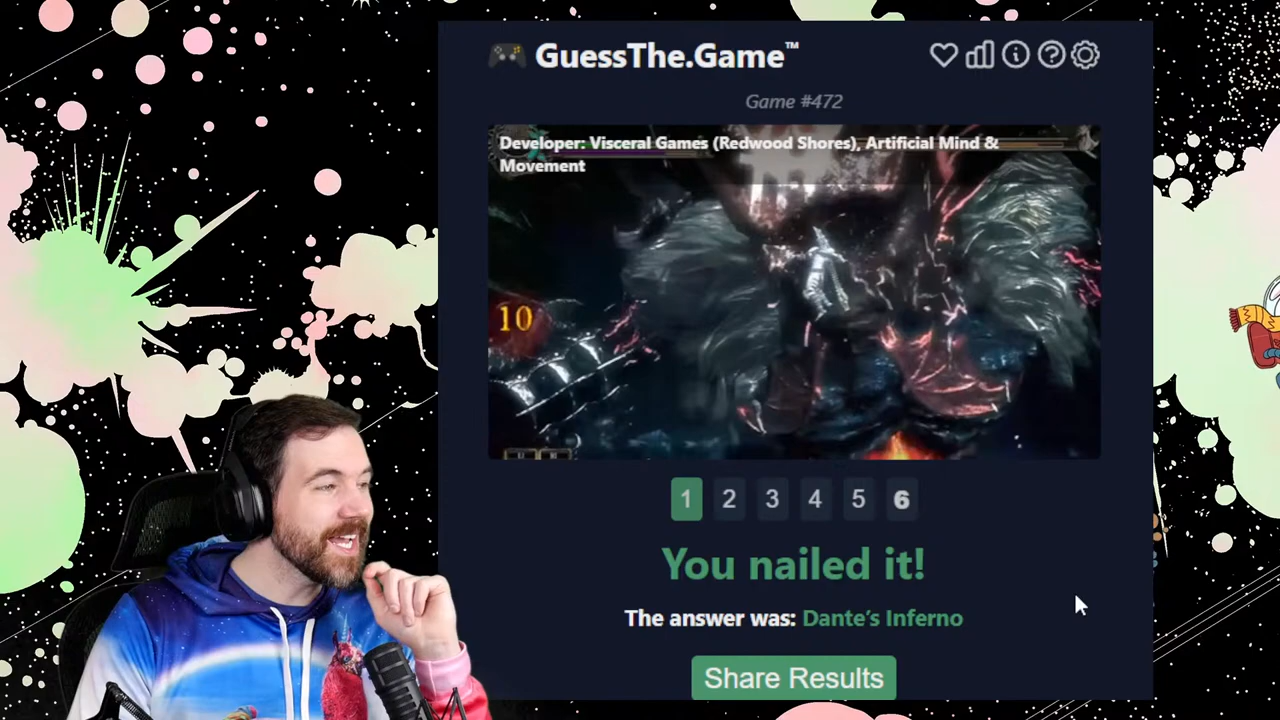 GuessThe.Game™
Game #472
Developer: Visceral Games (Redwood Shores), Artificial Mind &
Movement
10
1 2 3 4 5 6
You nailed it!
The answer was: Dante's Inferno
Share Results